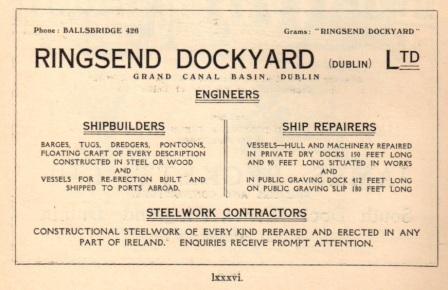 Phone: BALLSBRIDGE 426 Grams: "RINGSEND DOCKYARD"
RINGSEND DOCKYARD (DUBLIN) LTD
GRAND CANAL BASIN, DUBLIN
ENGINEERS
SHIPBUILDERS
BARGES, TUGS, DREDGERS, PONTOONS,
FLOATING CRAFT OF EVERY DESCRIPTION
CONSTRUCTED IN STEEL OR WOOD
AND
VESSELS FOR RE-ERECTION BUILT AND
SHIPPED TO PORTS ABROAD.
SHIP REPAIRERS
VESSELS—HULL AND MACHINERY REPAIRED
IN PRIVATE DRY DOCKS 150 FEET LONG
AND 90 FEET LONG SITUATED IN WORKS
AND
IN PUBLIC GRAVING DOCK 412 FEET LONG
ON PUBLIC GRAVING SLIP 180 FEET LONG
STEELWORK CONTRACTORS
CONSTRUCTIONAL STEELWORK OF EVERY KIND PREPARED AND ERECTED IN ANY
PART OF IRELAND. ENQUIRIES RECEIVE PROMPT ATTENTION.
lxxxvi.